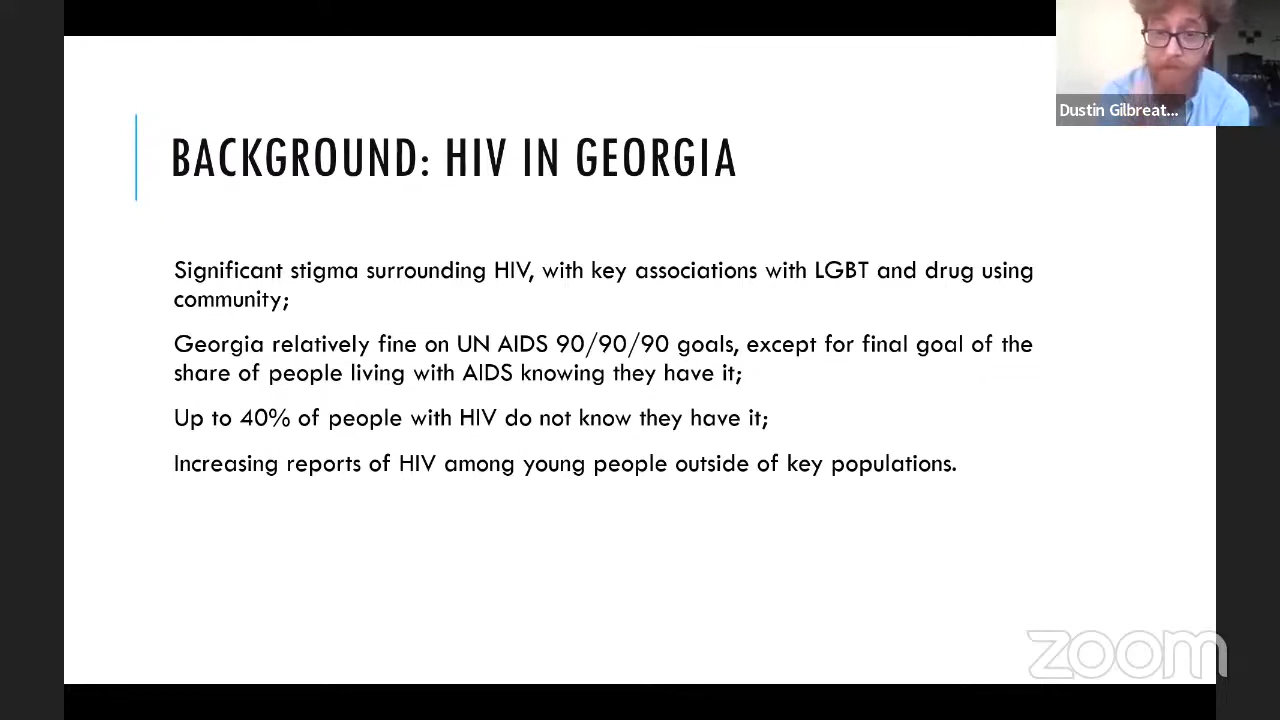 Dustin Gilbreat...
BACKGROUND: HIV IN GEORGIA
Significant stigma surrounding HIV, with key associations with LGBT and drug using
community;
Georgia relatively fine on UN AIDS 90/90/90 goals, except for final goal of the
share of people living with AIDS knowing they have it;
Up to 40% of people with HIV do not know they have it;
Increasing reports of HIV among young people outside of key populations.
zoom